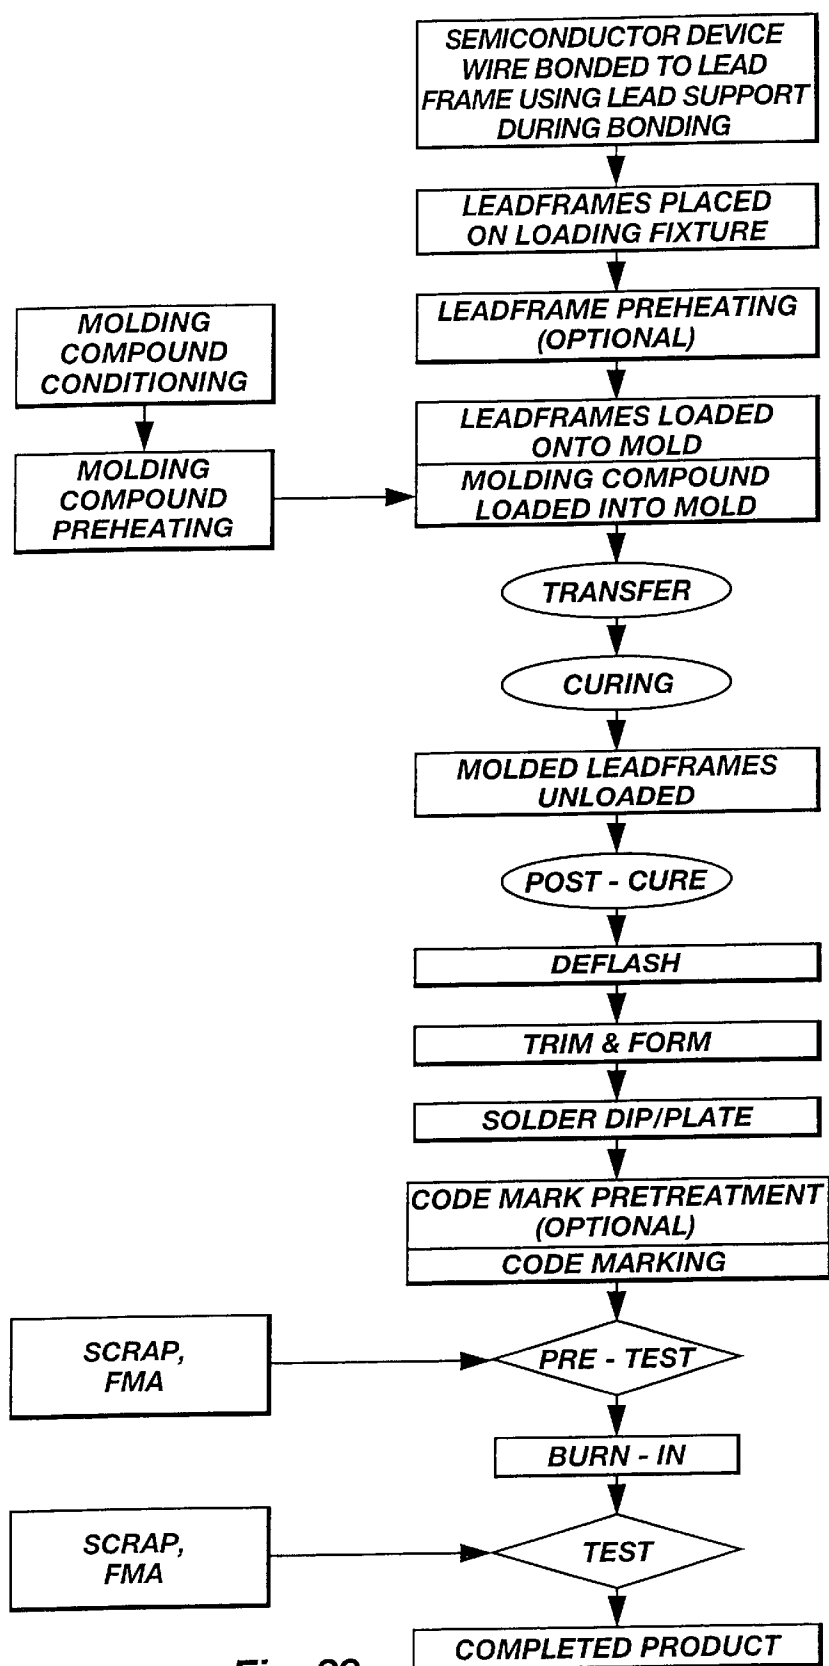 SEMICONDUCTOR DEVICE
WIRE BONDED TO LEAD
FRAME USING LEAD SUPPORT
DURING BONDING
LEADFRAMES PLACED
ON LOADING FIXTURE
LEADFRAME PREHEATING
(OPTIONAL)
MOLDING
COMPOUND
CONDITIONING
MOLDING
COMPOUND
PREHEATING
LEADFRAMES LOADED
ONTO MOLD
MOLDING COMPOUND
LOADED INTO MOLD
TRANSFER
CURING
MOLDED LEADFRAMES
UNLOADED
POST - CURE
DEFLASH
TRIM & FORM
SOLDER DIP/PLATE
CODE MARK PRETREATMENT
(OPTIONAL)
CODE MARKING
SCRAP,
FMA
PRE - TEST
BURN - IN
SCRAP,
FMA
TEST
COMPLETED PRODUCT